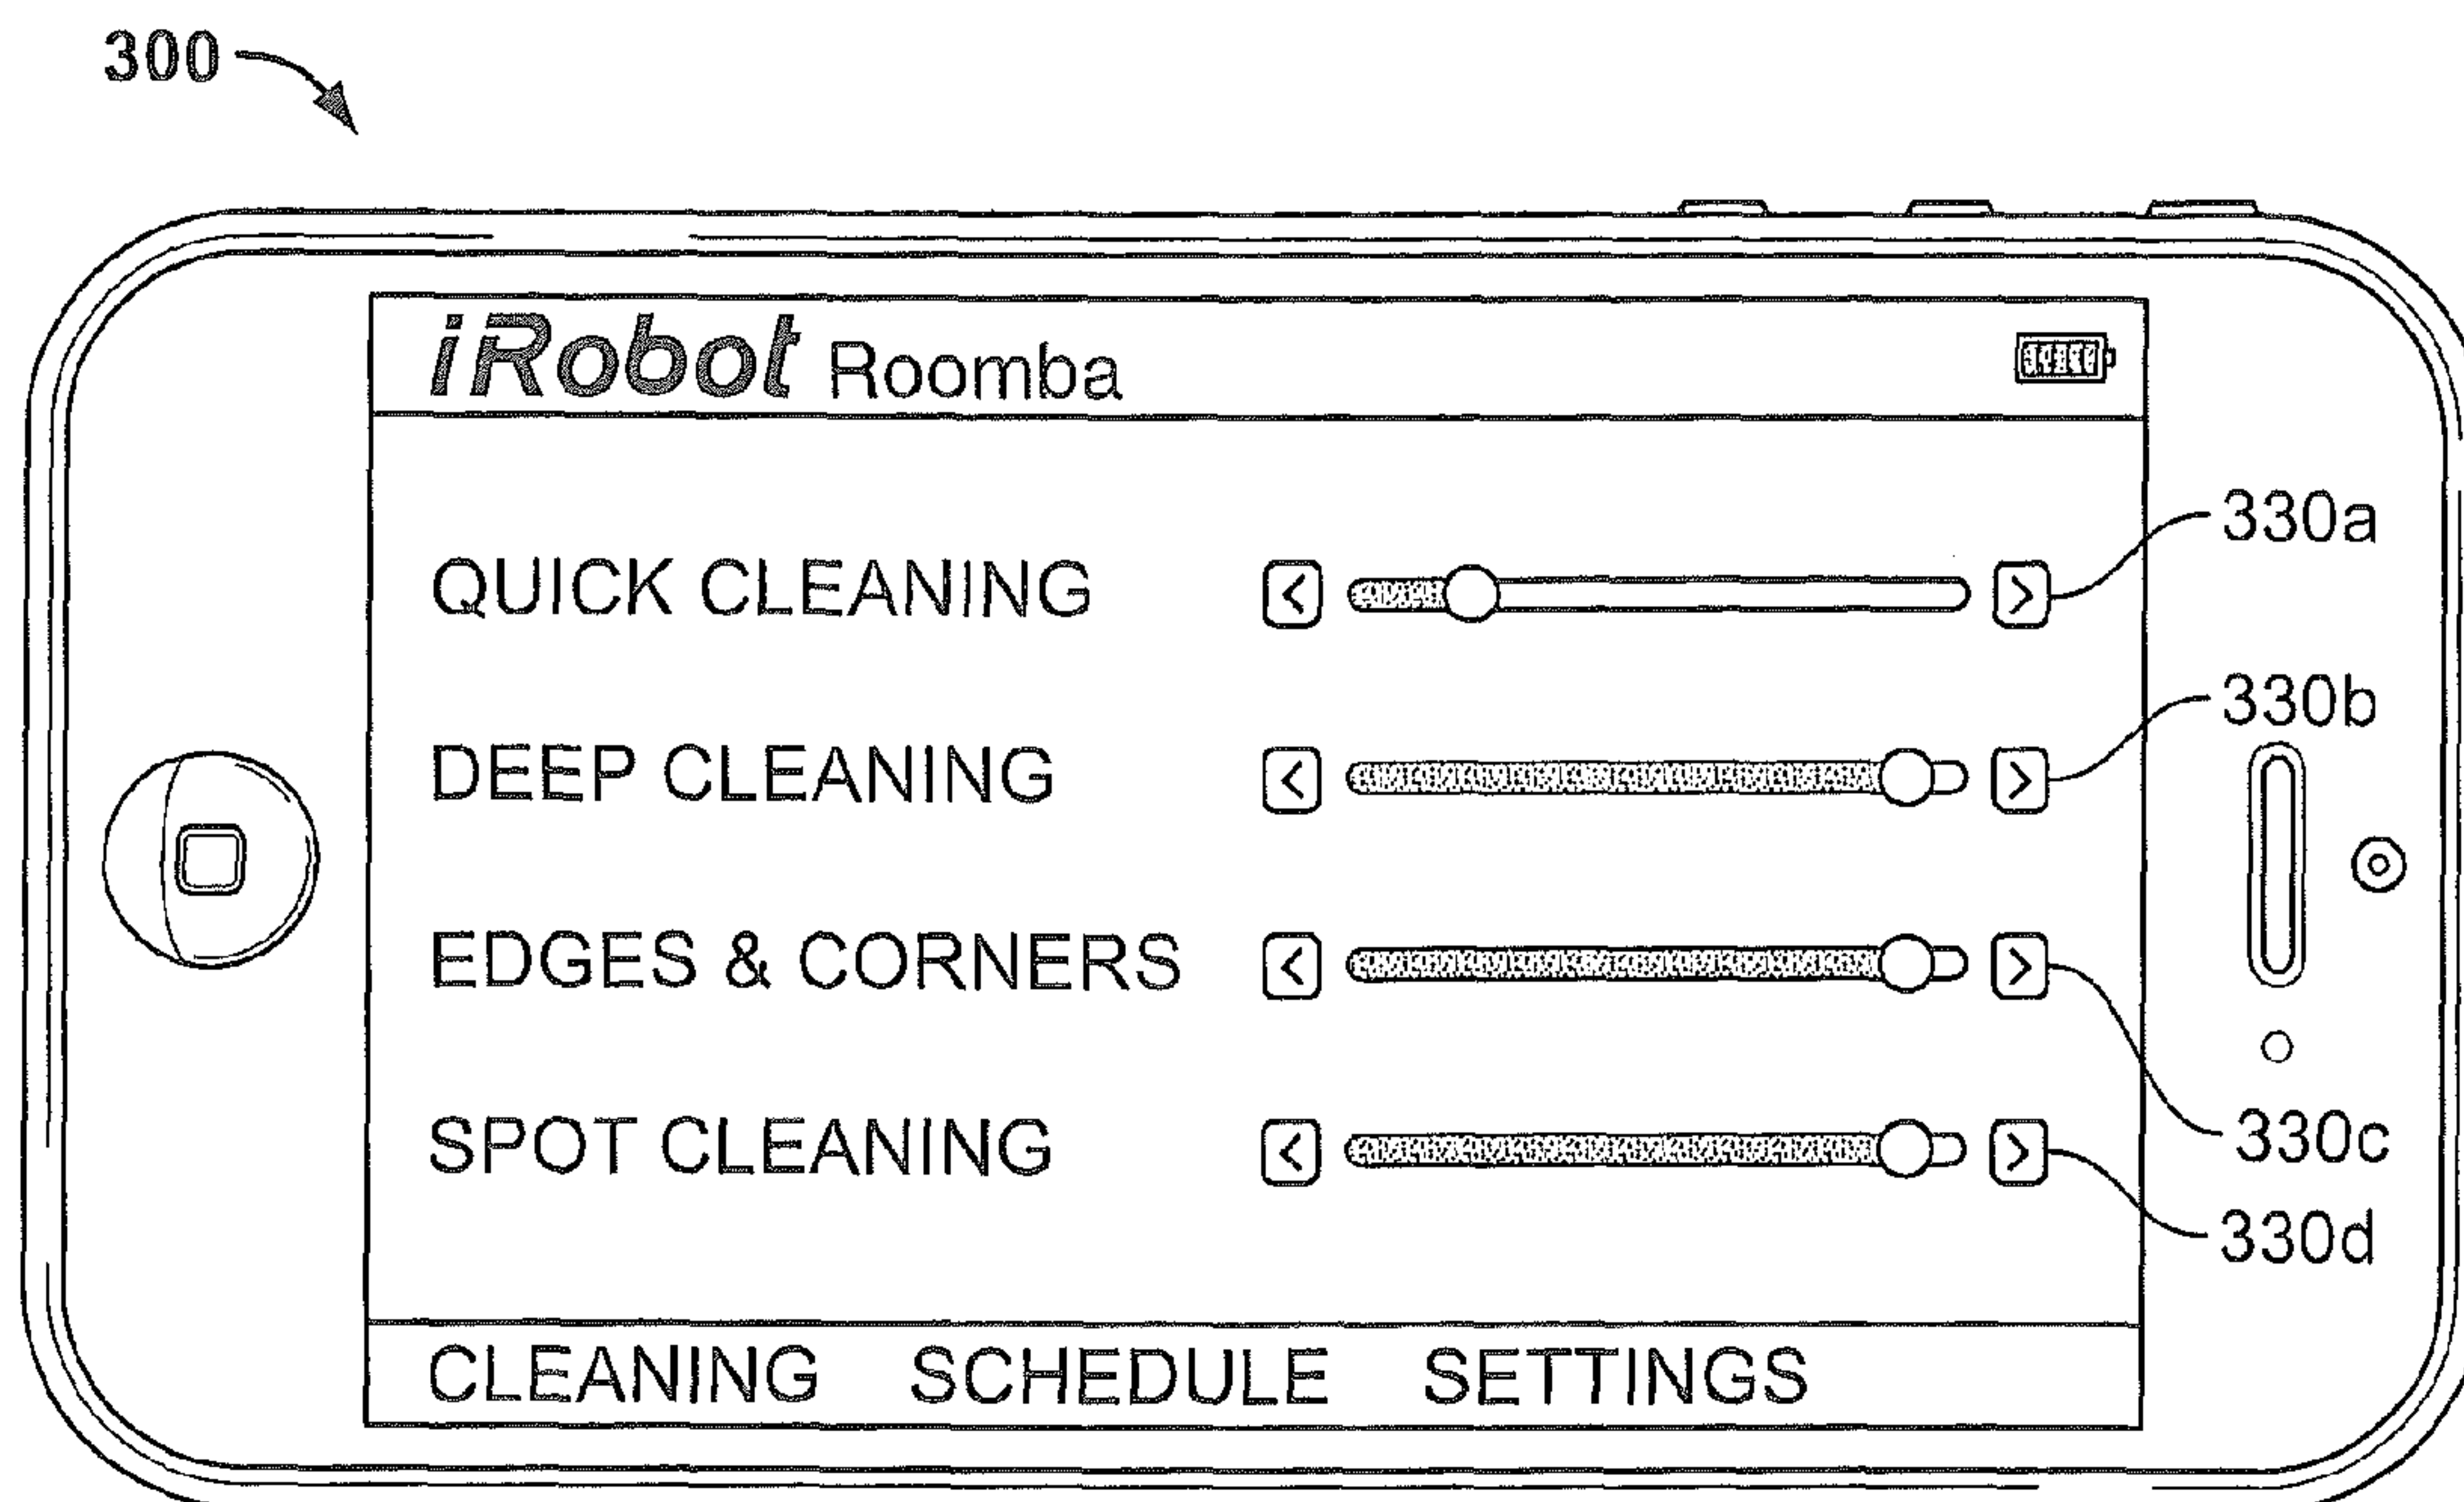 300
iRobot Roomba
QUICK CLEANING < > 330a
DEEP CLEANING < > 330b
EDGES & CORNERS < > 330c
SPOT CLEANING < > 330d
CLEANING SCHEDULE SETTINGS